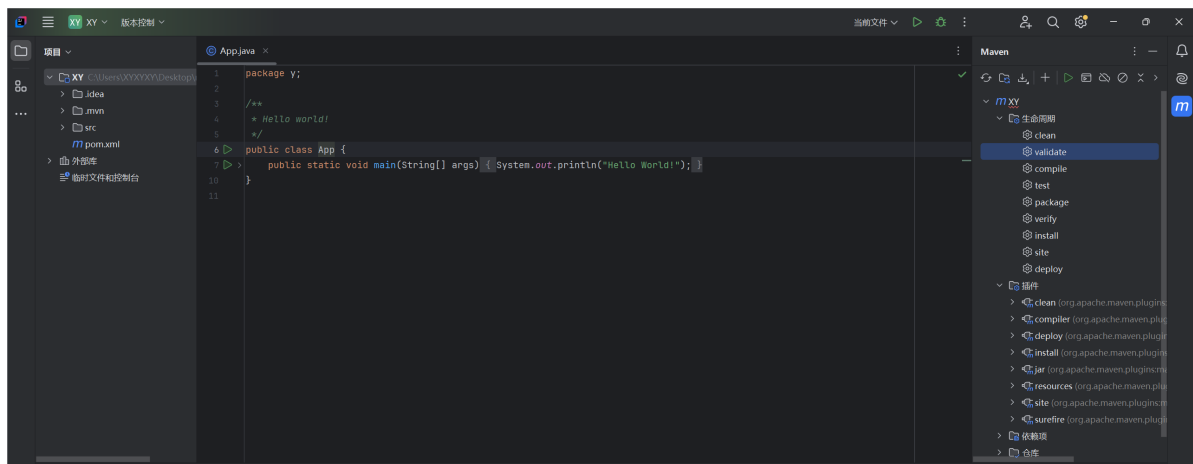 XY XY 版本控制 当前文件
项目
XY C:\Users\XYXYXY\Desktop\
.idea
.mvn
src
m pom.xml
外部库
临时文件和控制台
App.java
1 package y;
2
3 /**
4 * Hello world!
5 */
6 public class App {
7 public static void main(String[] args) { System.out.println("Hello World!"); }
10 }
11
Maven
m XY
生命周期
clean
validate
compile
test
package
verify
install
site
deploy
插件
clean (org.apache.maven.plugins
compiler (org.apache.maven.plug
deploy (org.apache.maven.plugin
install (org.apache.maven.plugin
jar (org.apache.maven.plugins:ma
resources (org.apache.maven.plu
site (org.apache.maven.plugins:m
surefire (org.apache.maven.plugi
依赖项
仓库
m